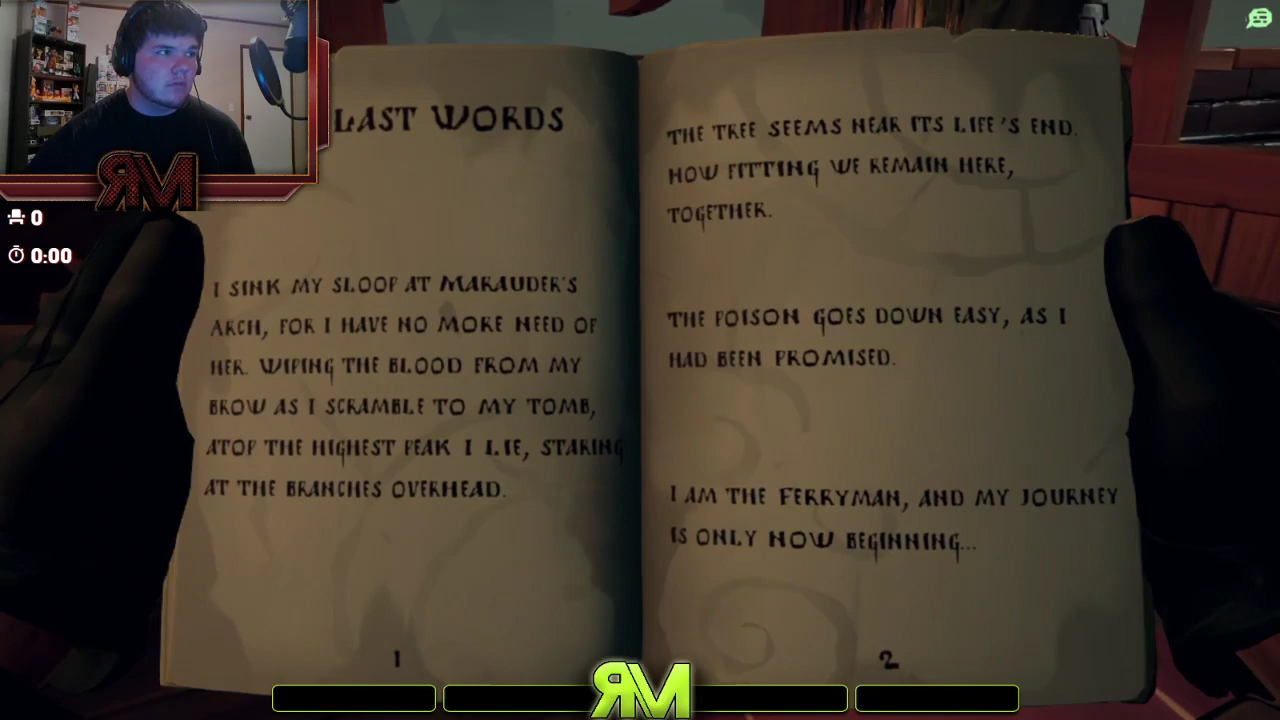 LAST WORDS
I SINK MY SLOOP AT MARAUDER'S
ARCH, FOR I HAVE NO MORE NEED OF
HER. WIPING THE BLOOD FROM MY
BROW AS I SCRAMBLE TO MY TOMB,
ATOP THE HIGHEST PEAK I LIE, STARING
AT THE BRANCHES OVERHEAD.
1
THE TREE SEEMS NEAR ITS LIFE'S END.
HOW FITTING WE REMAIN HERE,
TOGETHER.
THE POISON GOES DOWN EASY, AS I
HAD BEEN PROMISED.
I AM THE FERRYMAN, AND MY JOURNEY
IS ONLY NOW BEGINNING...
2
RM
0
0:00
RM